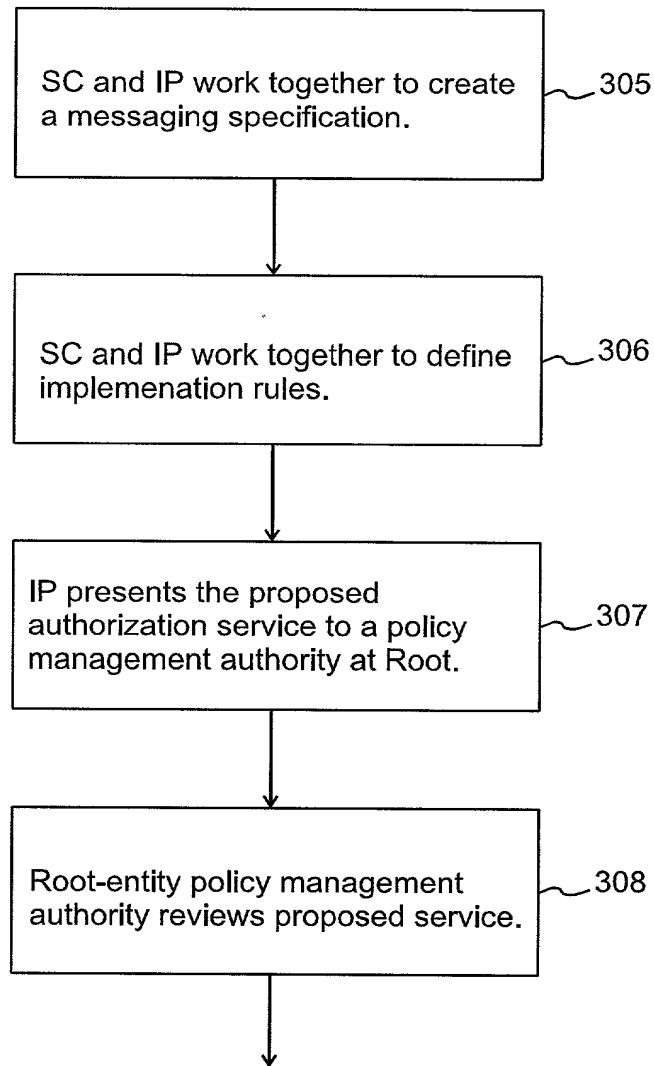 SC and IP work together to create
a messaging specification.
305
SC and IP work together to define
implemenation rules.
306
IP presents the proposed
authorization service to a policy
management authority at Root.
307
Root-entity policy management
authority reviews proposed service.
308